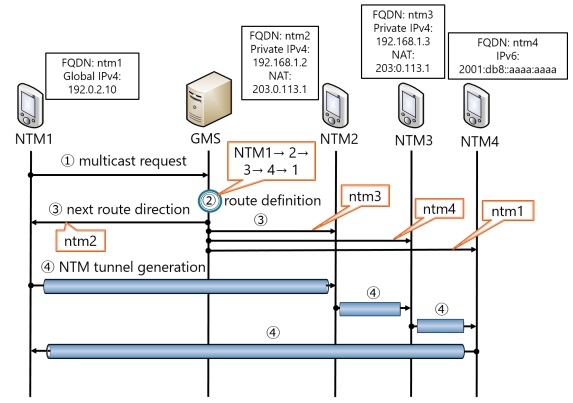 FQDN: ntm1
Global IPv4:
192.0.2.10
FQDN: ntm2
Private IPv4:
192.168.1.2
NAT:
203.0.113.1
FQDN: ntm3
Private IPv4:
192.168.1.3
NAT:
203:0.113.1
FQDN: ntm4
IPv6:
2001:db8::aaaa:aaaa
NTM1
GMS
NTM2
NTM3
NTM4
① multicast request
NTM1→ 2→
3→ 4→ 1
② route definition
③ next route direction
ntm2
③
ntm3
ntm4
ntm1
④ NTM tunnel generation
④
④
④